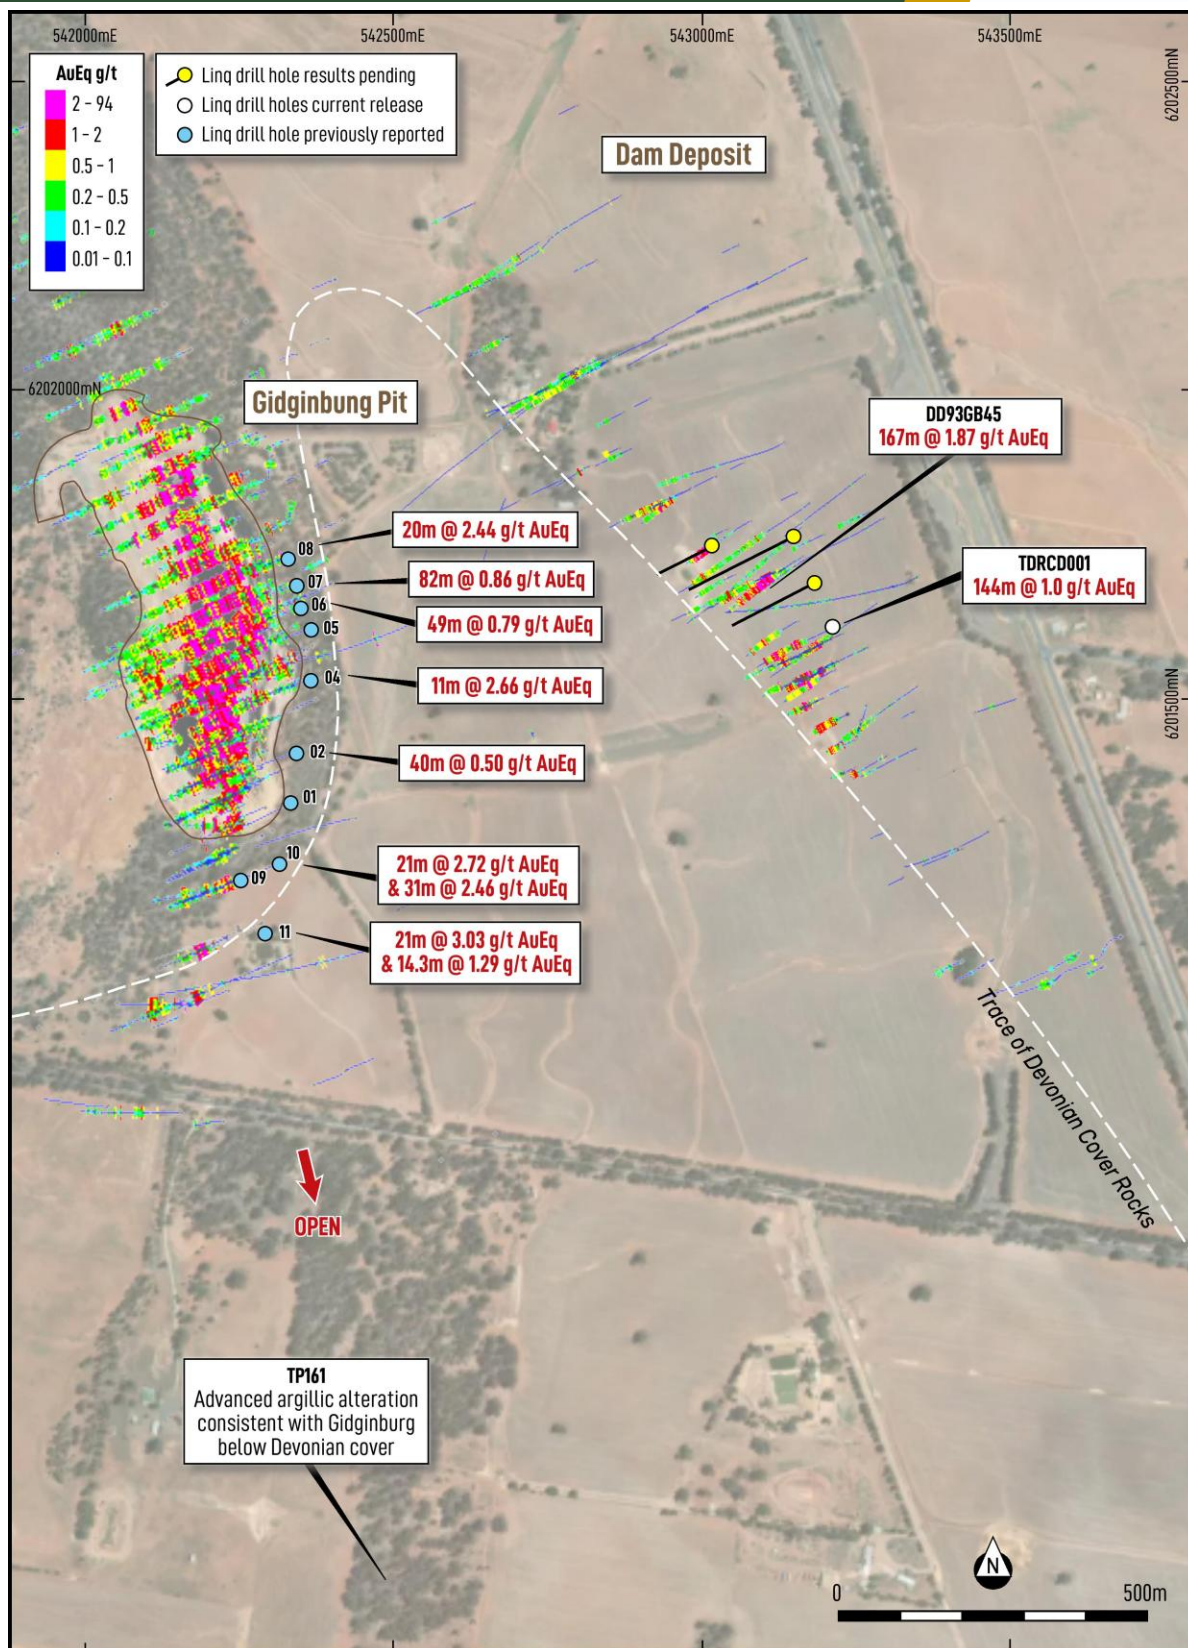 542000mE
542500mE
543000mE
543500mE
6202500mN
AuEq g/t
2 - 94
1 - 2
0.5 - 1
0.2 - 0.5
0.1 - 0.2
0.01 - 0.1
Linq drill hole results pending
Linq drill holes current release
Linq drill hole previously reported
Dam Deposit
6202000mN
Gidginbung Pit
DD93GB45
167m @ 1.87 g/t AuEq
20m @ 2.44 g/t AuEq
08
TDRCD001
144m @ 1.0 g/t AuEq
07
82m @ 0.86 g/t AuEq
06
49m @ 0.79 g/t AuEq
05
04
11m @ 2.66 g/t AuEq
6201500mN
02
40m @ 0.50 g/t AuEq
01
10
21m @ 2.72 g/t AuEq
& 31m @ 2.46 g/t AuEq
09
11
21m @ 3.03 g/t AuEq
& 14.3m @ 1.29 g/t AuEq
Trace of Devonian Cover Rocks
OPEN
TP161
Advanced argillic alteration
consistent with Gidginburg
below Devonian cover
N
0
500m